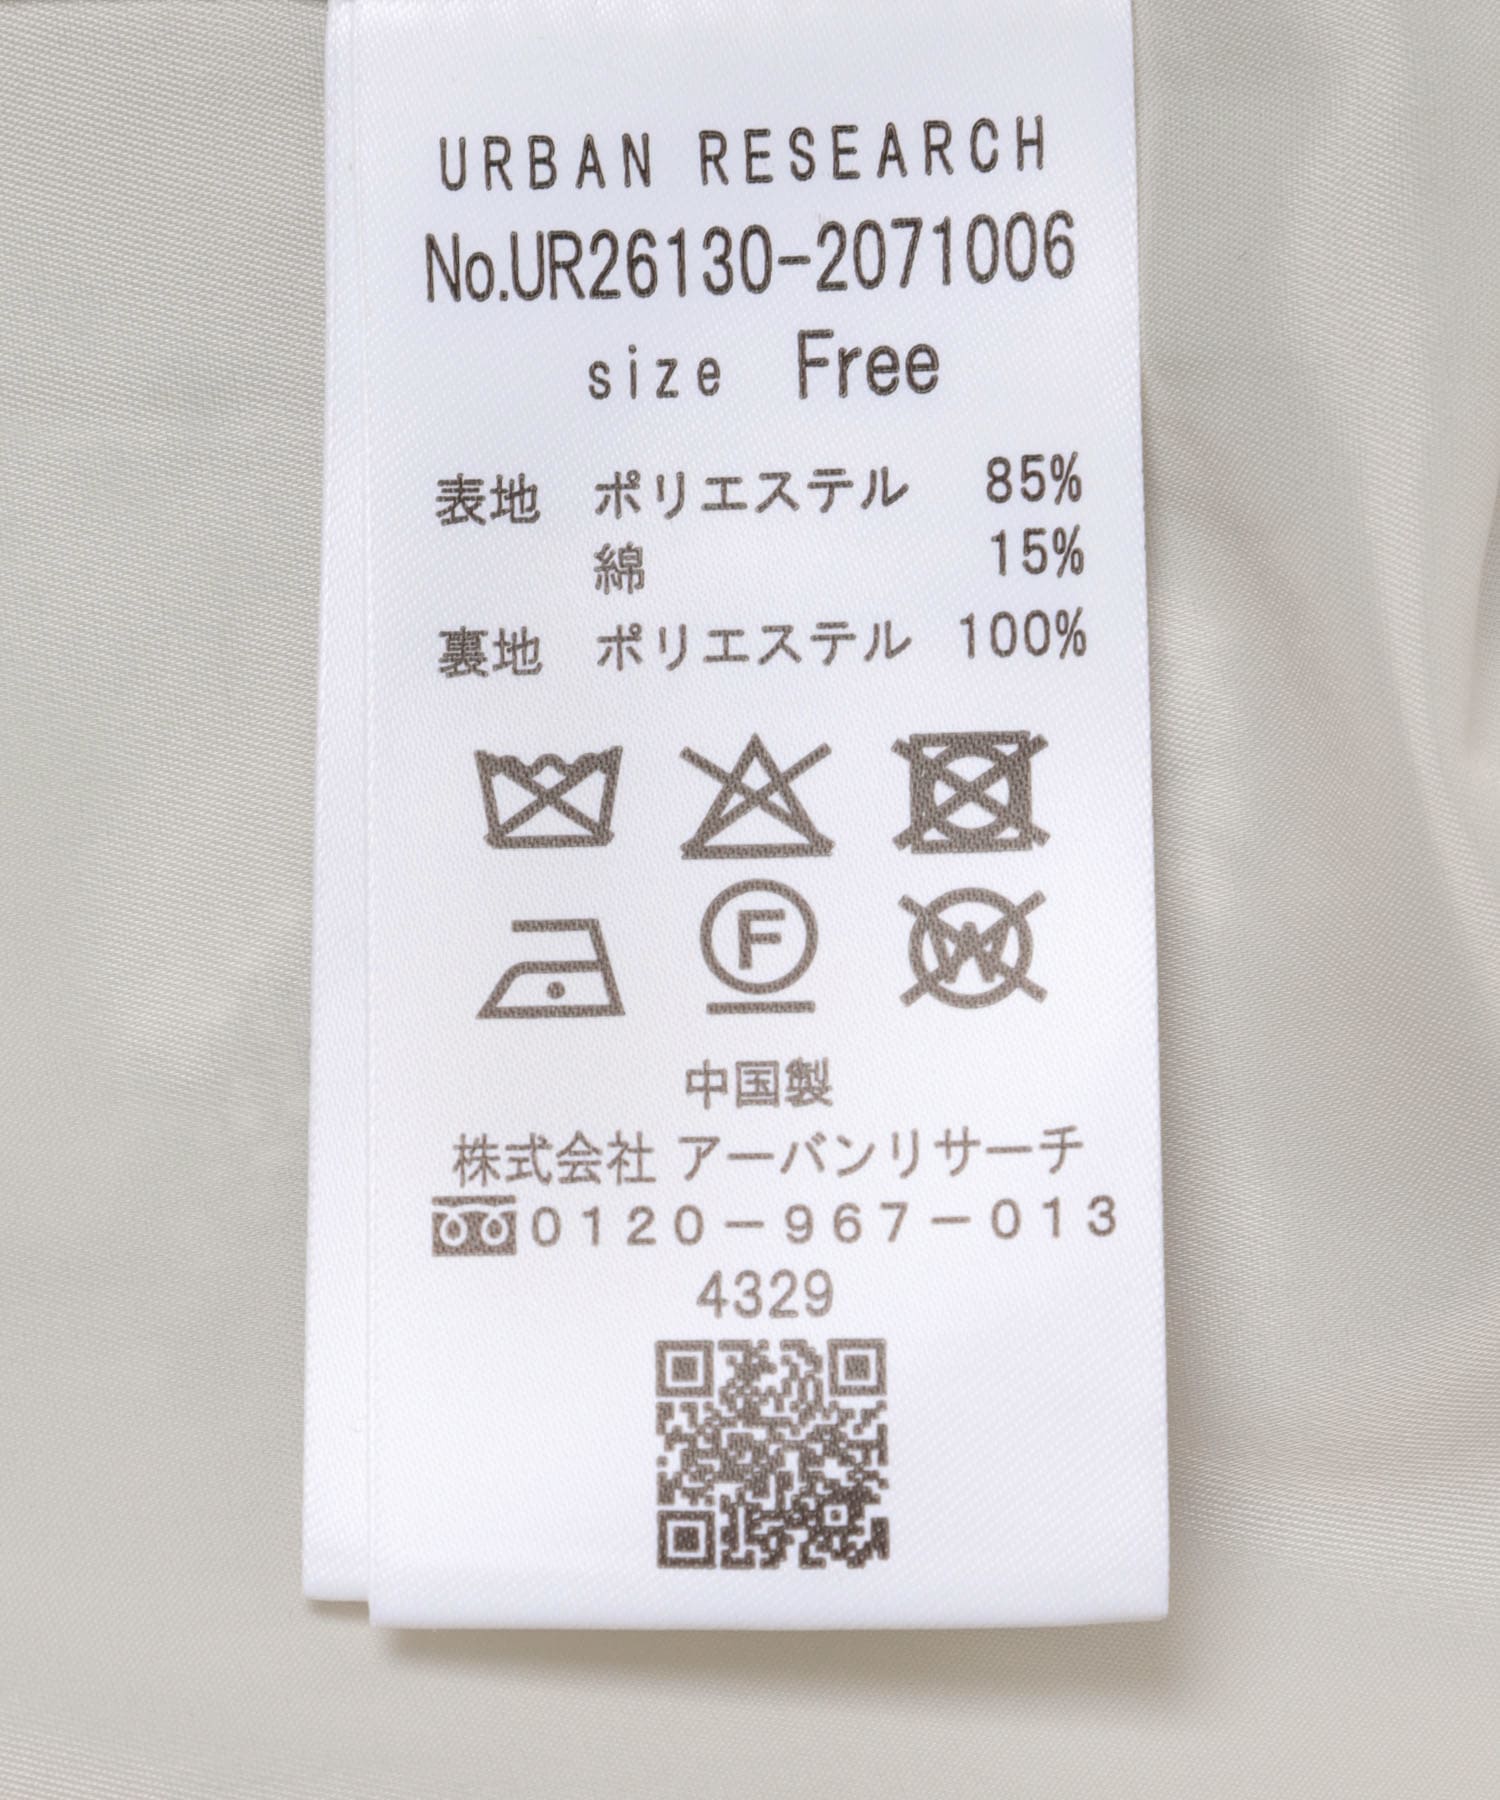 URBAN RESEARCH
No.UR26130-2071006
size Free
表地 ポリエステル 85%
綿 15%
裏地 ポリエステル 100%
F W
中国製
株式会社 アーバンリサーチ
0120-967-013
4329